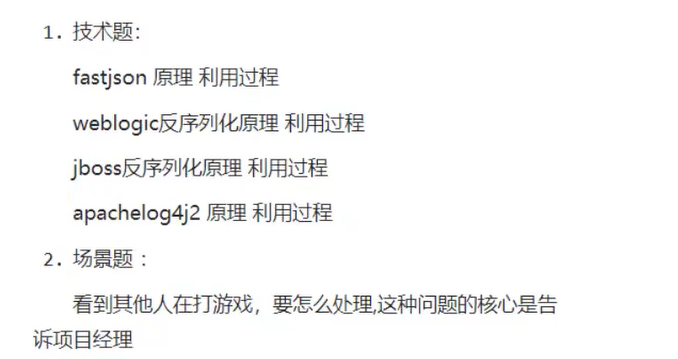 1. 技术题:
fastjson 原理 利用过程
weblogic反序列化原理 利用过程
jboss反序列化原理 利用过程
apachelog4j2 原理 利用过程
2. 场景题：
看到其他人在打游戏，要怎么处理,这种问题的核心是告
诉项目经理